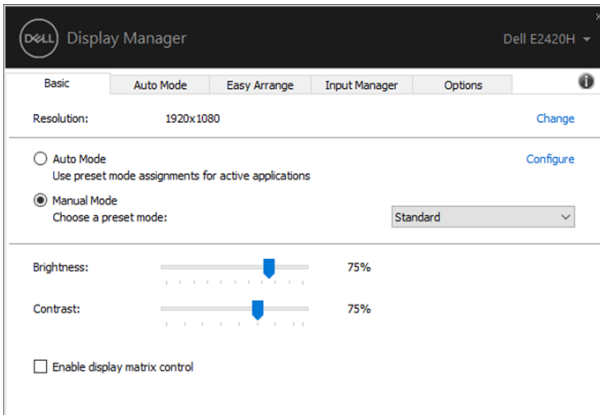 DELL Display Manager Dell E2420H
Basic Auto Mode Easy Arrange Input Manager Options
Resolution: 1920x1080 Change
Auto Mode Configure
Use preset mode assignments for active applications
Manual Mode
Choose a preset mode: Standard
Brightness: 75%
Contrast: 75%
Enable display matrix control